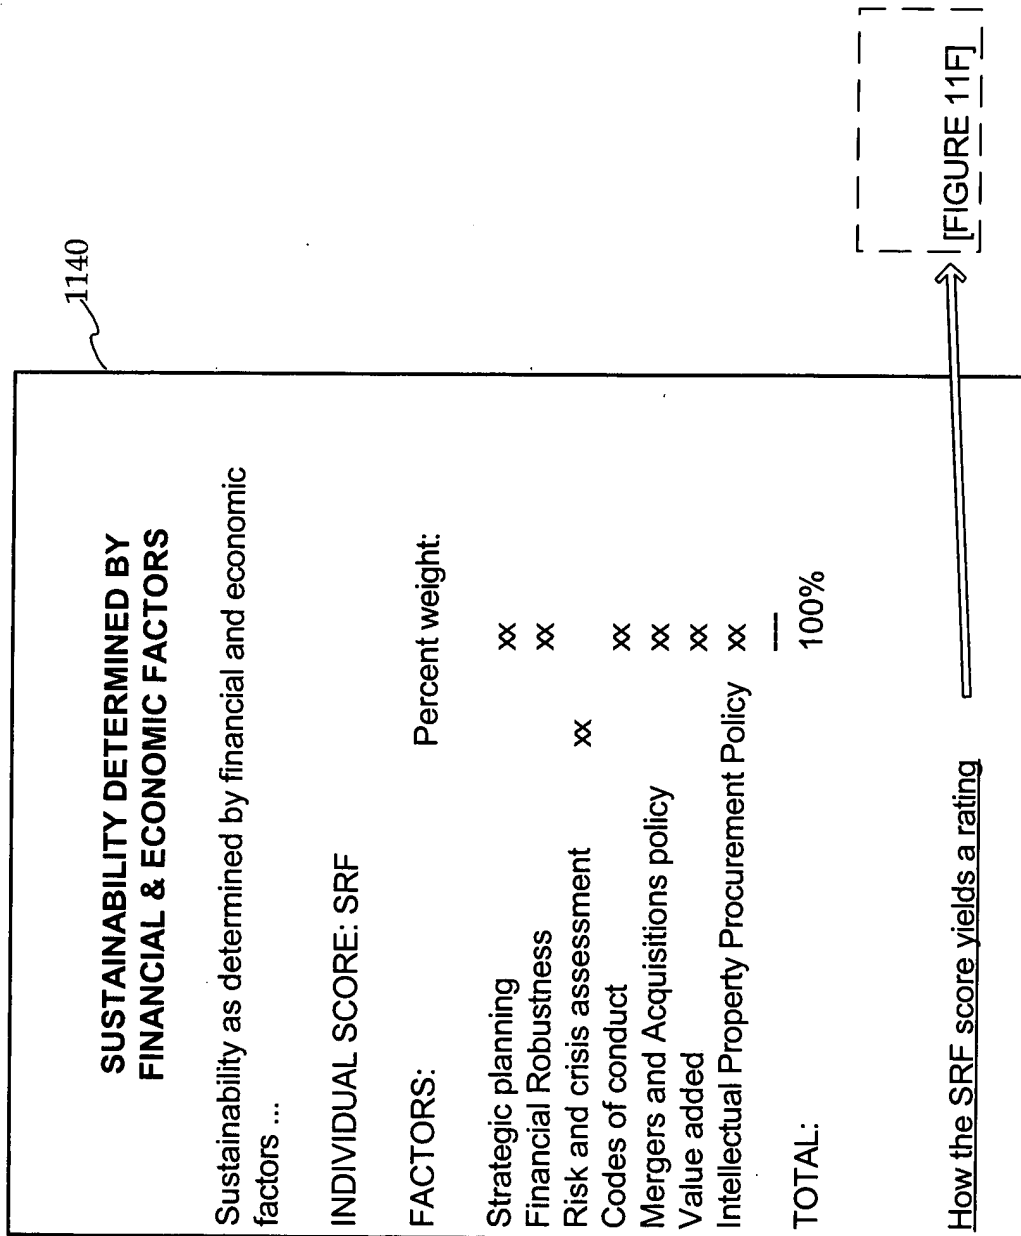 1140
SUSTAINABILITY DETERMINED BY
FINANCIAL & ECONOMIC FACTORS
Sustainability as determined by financial and economic
factors ...
INDIVIDUAL SCORE: SRF
FACTORS: Percent weight:
Strategic planning xx
Financial Robustness xx
Risk and crisis assessment xx
Codes of conduct xx
Mergers and Acquisitions policy xx
Value added xx
Intellectual Property Procurement Policy xx
TOTAL: 100%
How the SRF score yields a rating
[FIGURE 11F]